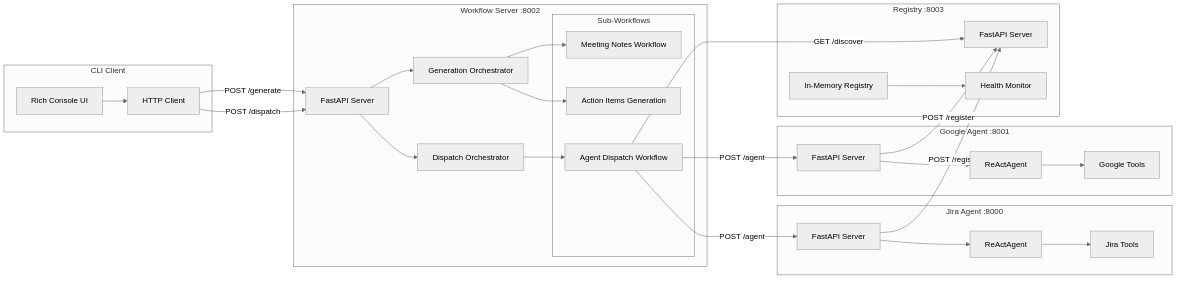 CLI Client
Rich Console UI
HTTP Client
POST /generate
POST /dispatch
Workflow Server :8002
FastAPI Server
Generation Orchestrator
Dispatch Orchestrator
Sub-Workflows
Meeting Notes Workflow
Action Items Generation
Agent Dispatch Workflow
GET /discover
POST /agent
POST /agent
Registry :8003
FastAPI Server
In-Memory Registry
Health Monitor
POST /register
Google Agent :8001
FastAPI Server
POST /regis
ReActAgent
Google Tools
Jira Agent :8000
FastAPI Server
ReActAgent
Jira Tools